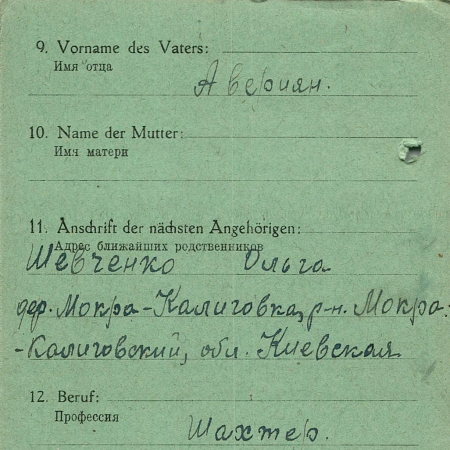 9. Vorname des Vaters:
Имя отца
Авериян.
10. Name der Mutter:
Имя матери
11. Anschrift der nächsten Angehörigen:
Адрес ближайших родственников
Шевченко Ольга
дер. Мокра-Калиговка, р-н. Мокра-
-Калиговский, обл. Киевская
12. Beruf:
Профессия
Шахтер.